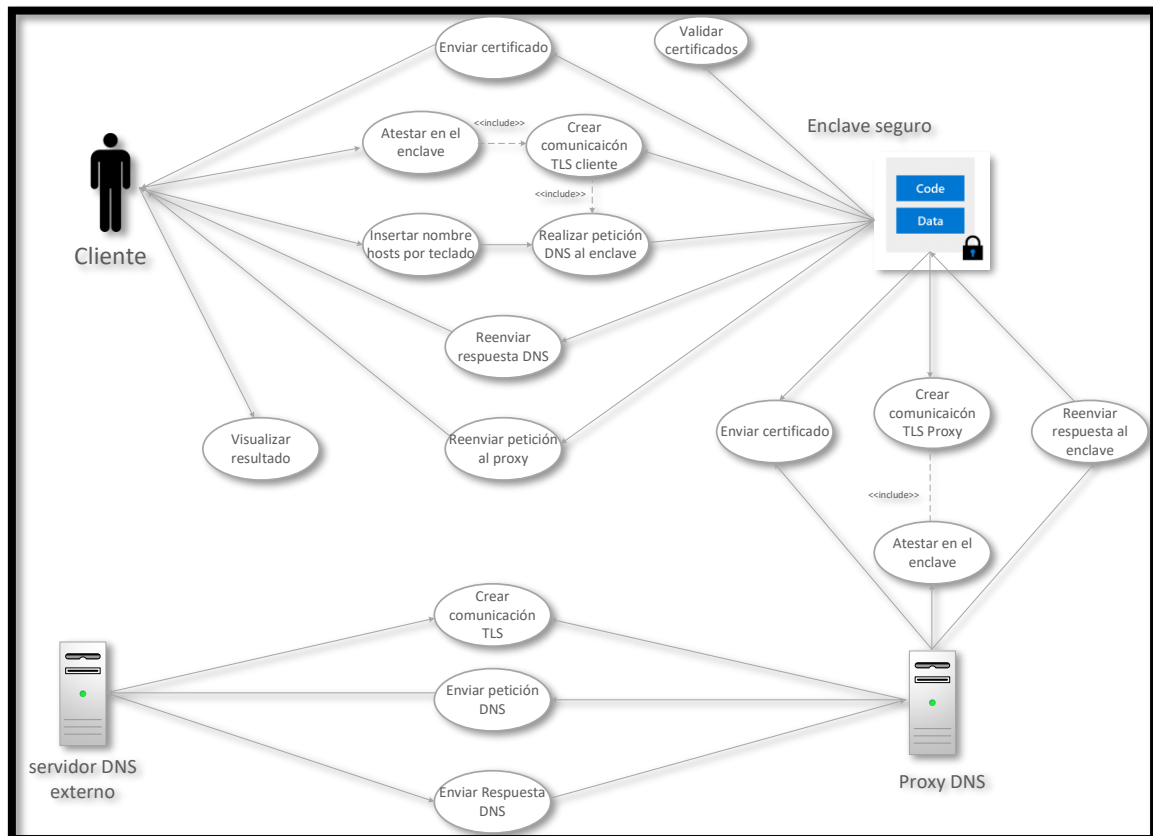 Enviar certificado
Validar
certificados
Atestar en el
enclave
<<include>>
Crear
comunicaicón
TLS cliente
Enclave seguro
Code
Data
<<include>>
Cliente
Insertar nombre
hosts por teclado
Realizar petición
DNS al enclave
Reenviar
respuesta DNS
Visualizar
resultado
Reenviar petición
al proxy
Enviar certificado
Crear
comunicaicón
TLS Proxy
Reenviar
respuesta al
enclave
<<include>>
Atestar en el
enclave
Crear
comunicación
TLS
Enviar petición
DNS
servidor DNS
externo
Enviar Respuesta
DNS
Proxy DNS